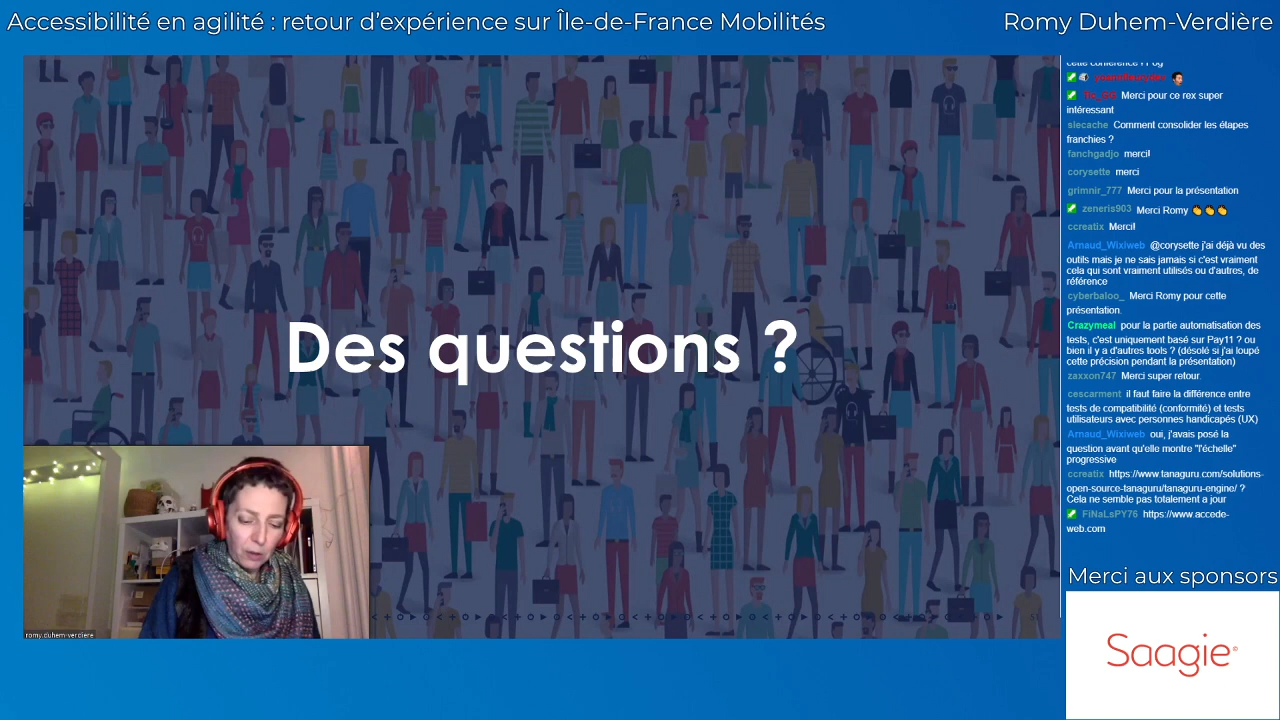 Accessibilité en agilité : retour d'expérience sur Île-de-France Mobilités
Romy Duhem-Verdière
Des questions ?
romy.duhem-verdiere
Merci pour ce rex super
intéressant
slecache Comment consolider les étapes
franchies ?
fanchgadjo merci!
corysette merci
grimnir_777 Merci pour la présentation
zeneris903 Merci Romy 👏👏👏
ccreatix Merci!
Arnaud_Wixiweb @corysette j'ai déjà vu des
outils mais je ne sais jamais si c'est vraiment
cela qui sont vraiment utilisés ou d'autres, de
référence
cyberbaloo_ Merci Romy pour cette
présentation.
Crazymeal pour la partie automatisation des
tests, c'est uniquement basé sur Pay11 ? ou
bien il y a d'autres tools ? (désolé si j'ai loupé
cette précision pendant la présentation)
zaxxon747 Merci super retour.
cescarment il faut faire la différence entre
tests de compatibilité (conformité) et tests
utilisateurs avec personnes handicapés (UX)
Arnaud_Wixiweb oui, j'avais posé la
question avant qu'elle montre "l'échelle"
progressive
ccreatix https://www.tanaguru.com/solutions-
open-source-tanaguru/tanaguru-engine/ ?
Cela ne semble pas totalement a jour
FiNaLsPY76 https://www.accede-
web.com
Merci aux sponsors
Saagie